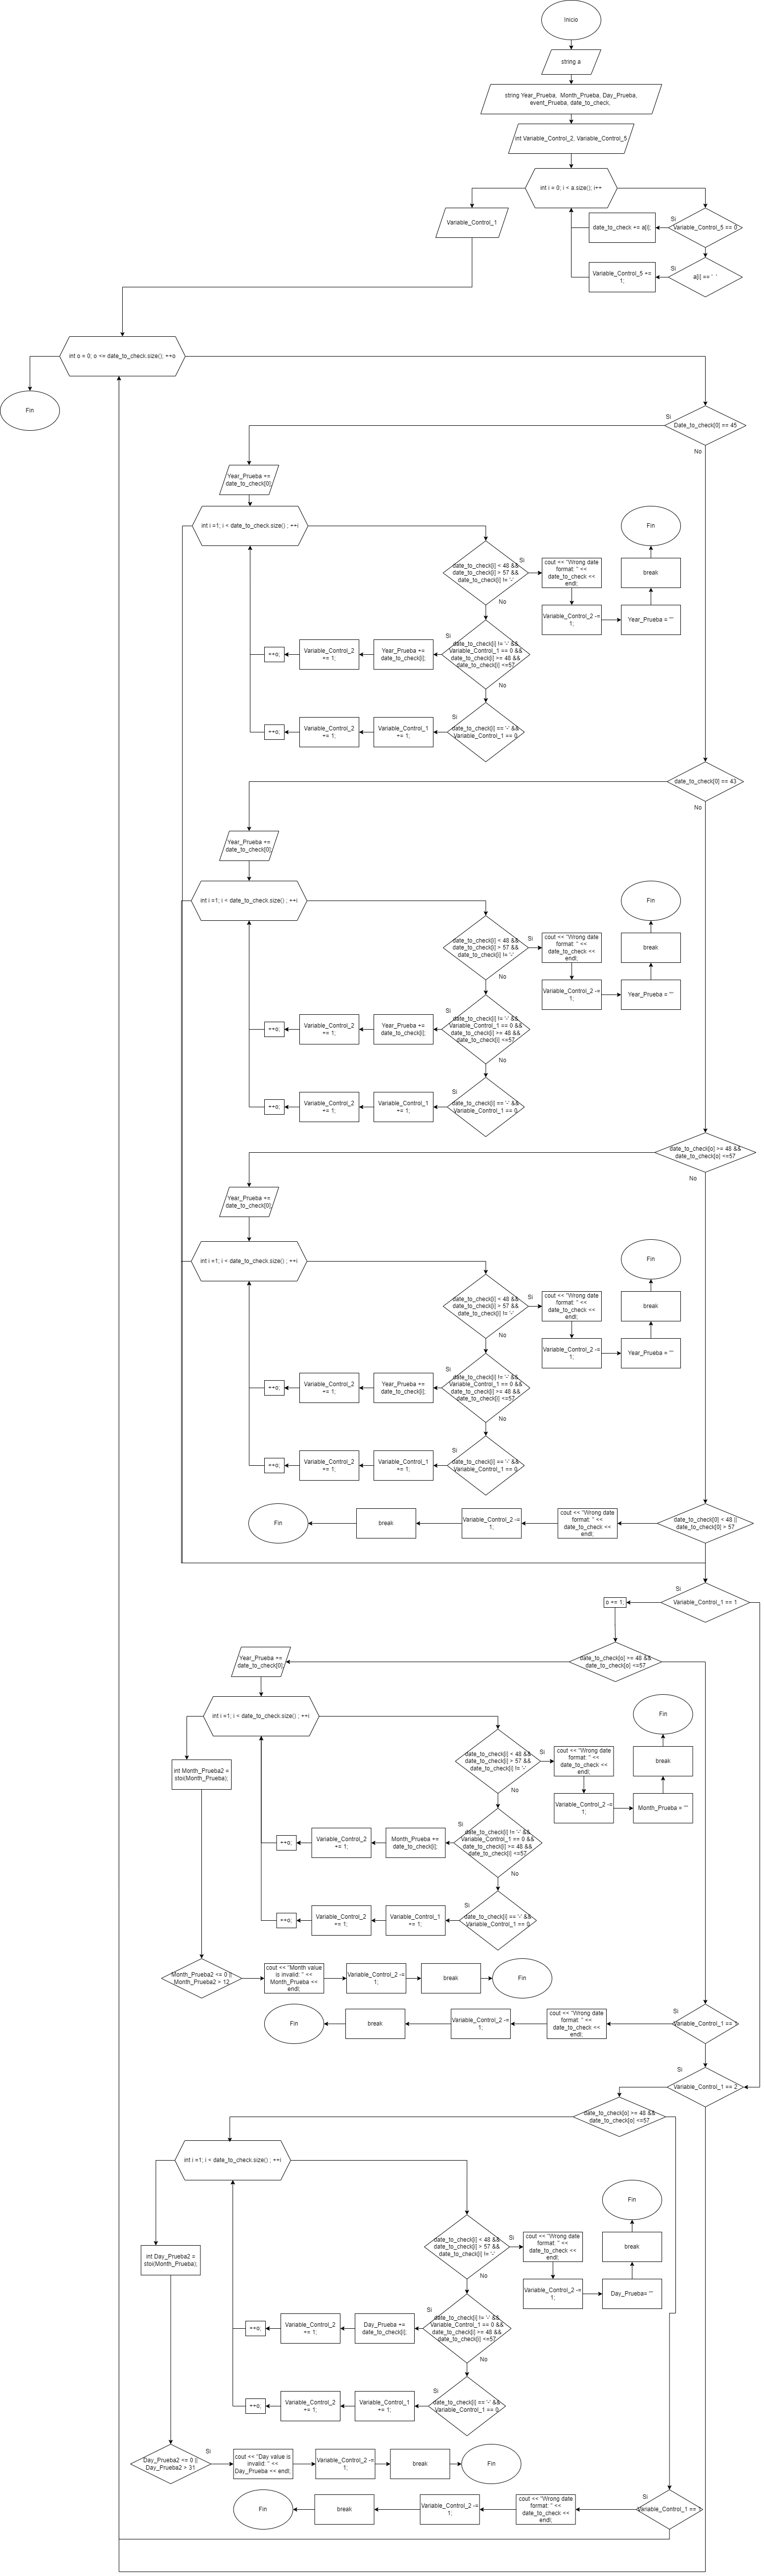 Inicio
string a
string Year_Prueba,  Month_Prueba, Day_Prueba,
event_Prueba, date_to_check,
int Variable_Control_2, Variable_Control_5
int i = 0; i < a.size(); i++
Variable_Control_1
Si
Variable_Control_5 == 0
date_to_check += a[i];
Si
a[i] == ' '
Variable_Control_5 +=
1;
int o = 0; o <= date_to_check.size(); ++o
Fin
Si
Date_to_check[0] == 45
No
Year_Prueba +=
date_to_check[0];
int i =1; i < date_to_check.size() ; ++i
Fin
Si
date_to_check[i] < 48 &&
date_to_check[i] > 57 &&
date_to_check[i] != '-'
cout << "Wrong date
format: " <<
date_to_check <<
endl;
break
No
Variable_Control_2 -=
1;
Year_Prueba = ""
Si
date_to_check[i] != '-' &&
Variable_Control_1 == 0 &&
date_to_check[i] >= 48 &&
date_to_check[i] <=57
Year_Prueba +=
date_to_check[i];
Variable_Control_2
+= 1;
++o;
No
Si
date_to_check[i] == '-' &&
Variable_Control_1 == 0
Variable_Control_1
+= 1;
Variable_Control_2
+= 1;
++o;
date_to_check[0] == 43
No
Year_Prueba +=
date_to_check[0];
int i =1; i < date_to_check.size() ; ++i
Fin
Si
date_to_check[i] < 48 &&
date_to_check[i] > 57 &&
date_to_check[i] != '-'
cout << "Wrong date
format: " <<
date_to_check <<
endl;
break
No
Variable_Control_2 -=
1;
Year_Prueba = ""
Si
date_to_check[i] != '-' &&
Variable_Control_1 == 0 &&
date_to_check[i] >= 48 &&
date_to_check[i] <=57
Year_Prueba +=
date_to_check[i];
Variable_Control_2
+= 1;
++o;
No
Si
date_to_check[i] == '-' &&
Variable_Control_1 == 0
Variable_Control_1
+= 1;
Variable_Control_2
+= 1;
++o;
date_to_check[o] >= 48 &&
date_to_check[o] <=57
No
Year_Prueba +=
date_to_check[0];
int i =1; i < date_to_check.size() ; ++i
Fin
Si
date_to_check[i] < 48 &&
date_to_check[i] > 57 &&
date_to_check[i] != '-'
cout << "Wrong date
format: " <<
date_to_check <<
endl;
break
No
Variable_Control_2 -=
1;
Year_Prueba = ""
Si
date_to_check[i] != '-' &&
Variable_Control_1 == 0 &&
date_to_check[i] >= 48 &&
date_to_check[i] <=57
Year_Prueba +=
date_to_check[i];
Variable_Control_2
+= 1;
++o;
No
Si
date_to_check[i] == '-' &&
Variable_Control_1 == 0
Variable_Control_1
+= 1;
Variable_Control_2
+= 1;
++o;
date_to_check[0] < 48 ||
date_to_check[0] > 57
cout << "Wrong date
format: " <<
date_to_check <<
endl;
Variable_Control_2 -=
1;
break
Fin
Si
Variable_Control_1 == 1
o += 1;
date_to_check[o] >= 48 &&
date_to_check[o] <=57
Year_Prueba +=
date_to_check[0];
int i =1; i < date_to_check.size() ; ++i
Fin
Si
date_to_check[i] < 48 &&
date_to_check[i] > 57 &&
date_to_check[i] != '-'
cout << "Wrong date
format: " <<
date_to_check <<
endl;
break
int Month_Prueba2 =
stoi(Month_Prueba);
No
Variable_Control_2 -=
1;
Month_Prueba = ""
Si
date_to_check[i] != '-' &&
Variable_Control_1 == 0 &&
date_to_check[i] >= 48 &&
date_to_check[i] <=57
Month_Prueba +=
date_to_check[i];
Variable_Control_2
+= 1;
++o;
No
Si
date_to_check[i] == '-' &&
Variable_Control_1 == 0
Variable_Control_1
+= 1;
Variable_Control_2
+= 1;
++o;
Month_Prueba2 <= 0 ||
Month_Prueba2 > 12
cout << "Month value
is invalid: " <<
Month_Prueba <<
endl;
Variable_Control_2 -=
1;
break
Fin
Si
Variable_Control_1 == 1
cout << "Wrong date
format: " <<
date_to_check <<
endl;
Variable_Control_2 -=
1;
break
Fin
Si
Variable_Control_1 == 2
date_to_check[o] >= 48 &&
date_to_check[o] <=57
int i =1; i < date_to_check.size() ; ++i
Fin
Si
date_to_check[i] < 48 &&
date_to_check[i] > 57 &&
date_to_check[i] != '-'
cout << "Wrong date
format: " <<
date_to_check <<
endl;
break
int Day_Prueba2 =
stoi(Month_Prueba);
No
Variable_Control_2 -=
1;
Day_Prueba= ""
Si
date_to_check[i] != '-' &&
Variable_Control_1 == 0 &&
date_to_check[i] >= 48 &&
date_to_check[i] <=57
Day_Prueba +=
date_to_check[i];
Variable_Control_2
+= 1;
++o;
No
Si
date_to_check[i] == '-' &&
Variable_Control_1 == 0
Variable_Control_1
+= 1;
Variable_Control_2
+= 1;
++o;
Si
Day_Prueba2 <= 0 ||
Day_Prueba2 > 31
cout << "Day value is
invalid: " <<
Day_Prueba << endl;
Variable_Control_2 -=
1;
break
Fin
Si
Variable_Control_1 ==
cout << "Wrong date
format: " <<
date_to_check <<
endl;
Variable_Control_2 -=
1;
break
Fin